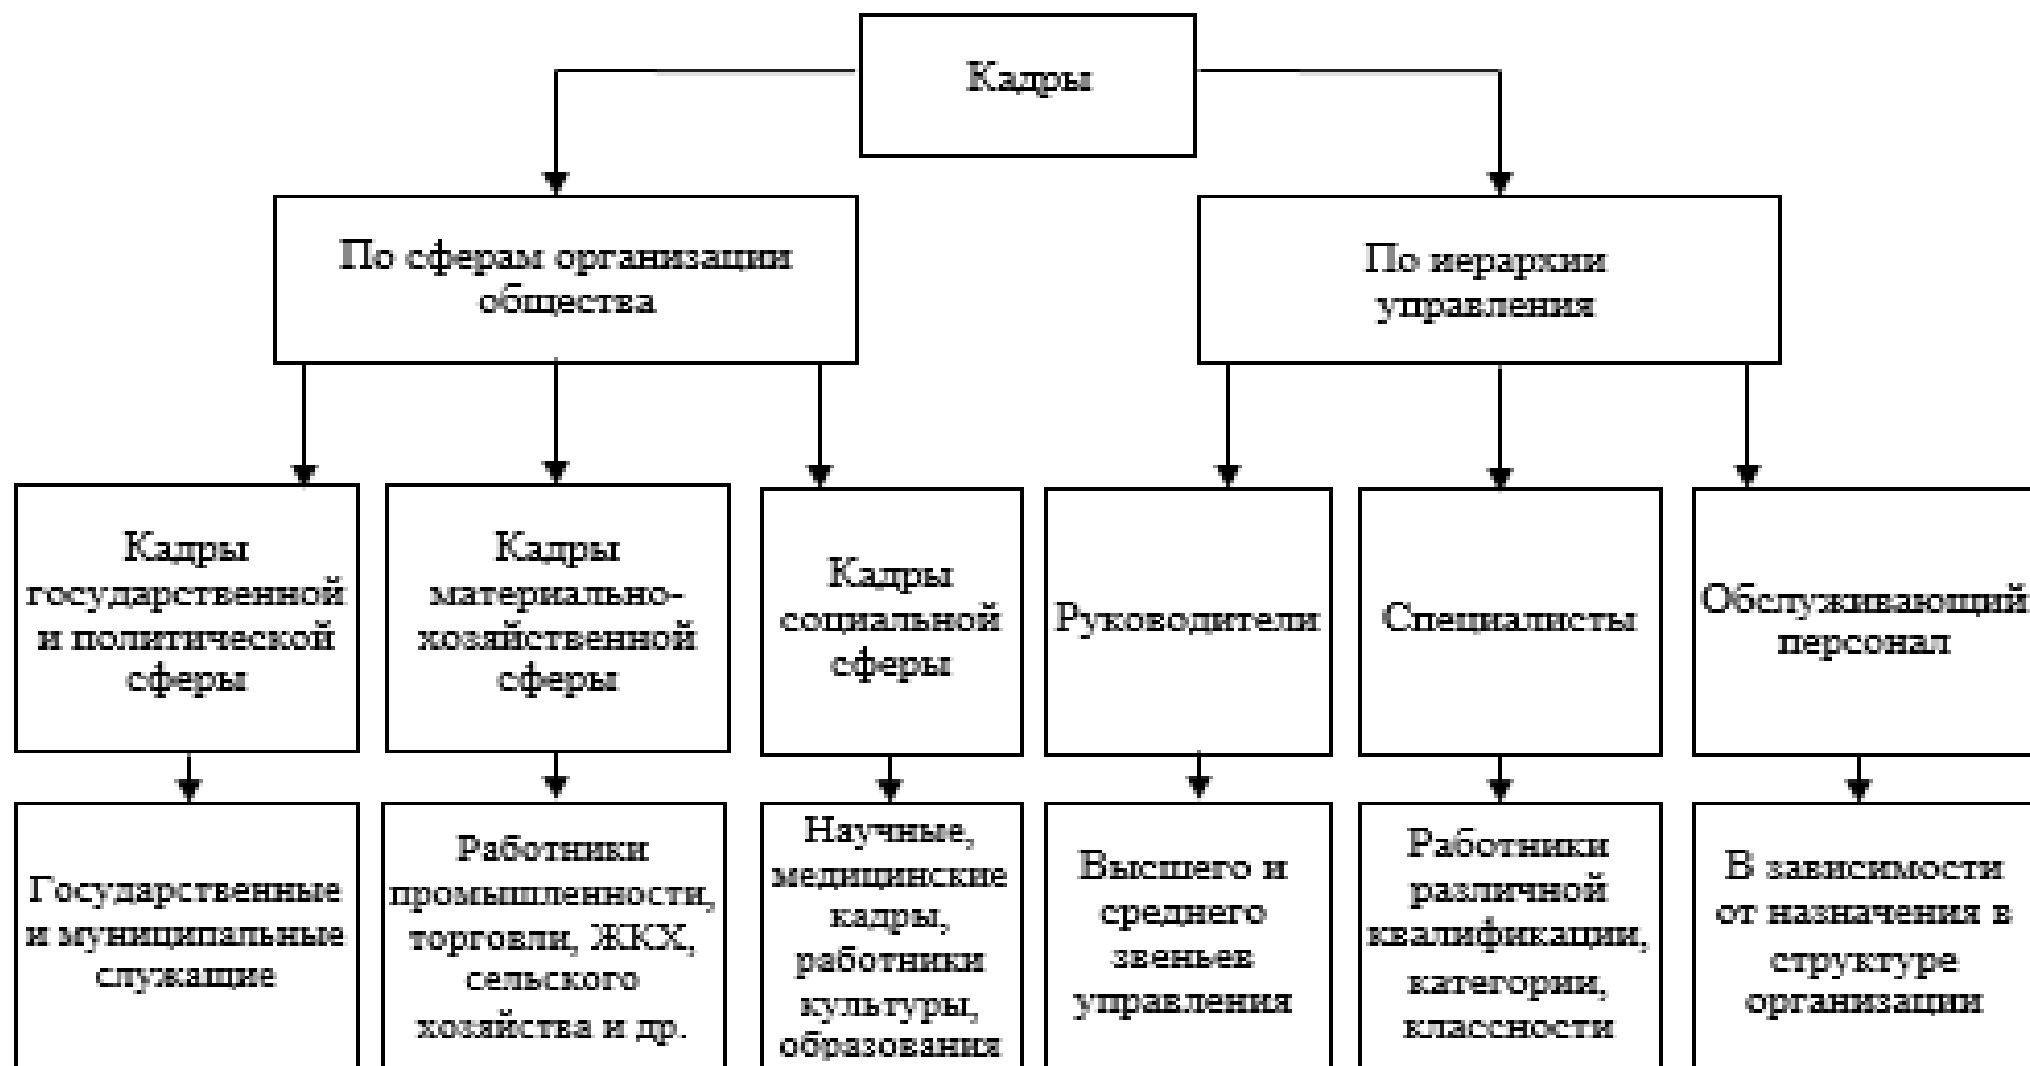 Кадры
По сферам организации
общества
По иерархии
управления
Кадры
государственной
и политической
сферы
Кадры
материально-
хозяйственной
сферы
Кадры
социальной
сферы
Руководители
Специалисты
Обслуживающий
персонал
Государственные
и муниципальные
служащие
Работники
промышленности,
торговли, ЖКХ,
сельского
хозяйства и др.
Научные,
медицинские
кадры,
работники
культуры,
образования
Высшего и
среднего
звеньев
управления
Работники
различной
квалификации,
категории,
классности
В зависимости
от назначения в
структуре
организации